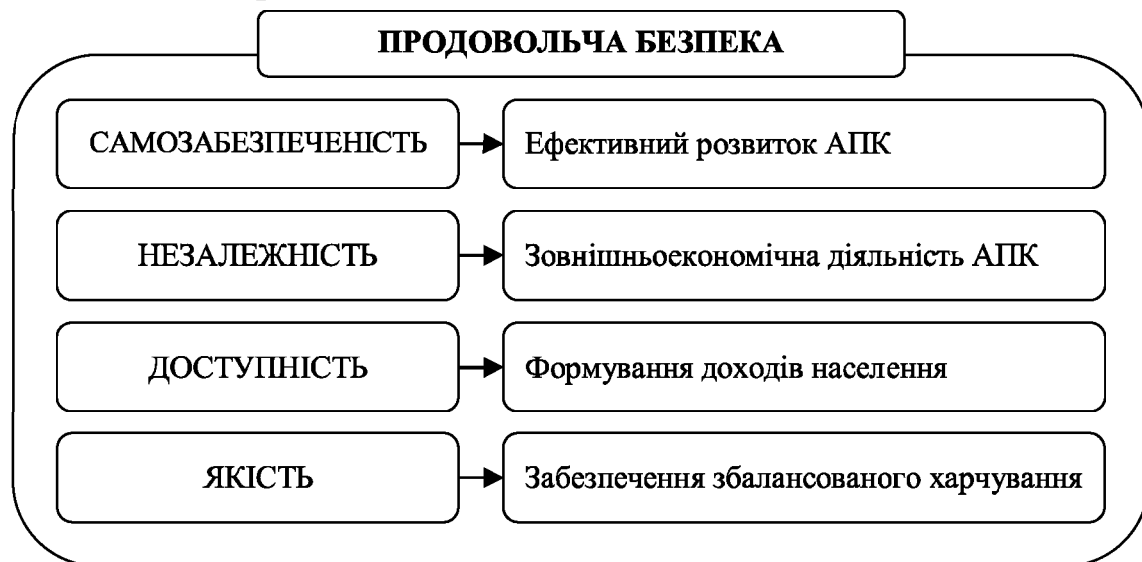 ПРОДОВОЛЬЧА БЕЗПЕКА
САМОЗАБЕЗПЕЧЕНІСТЬ
Ефективний розвиток АПК
НЕЗАЛЕЖНІСТЬ
Зовнішньоекономічна діяльність АПК
ДОСТУПНІСТЬ
Формування доходів населення
ЯКІСТЬ
Забезпечення збалансованого харчування